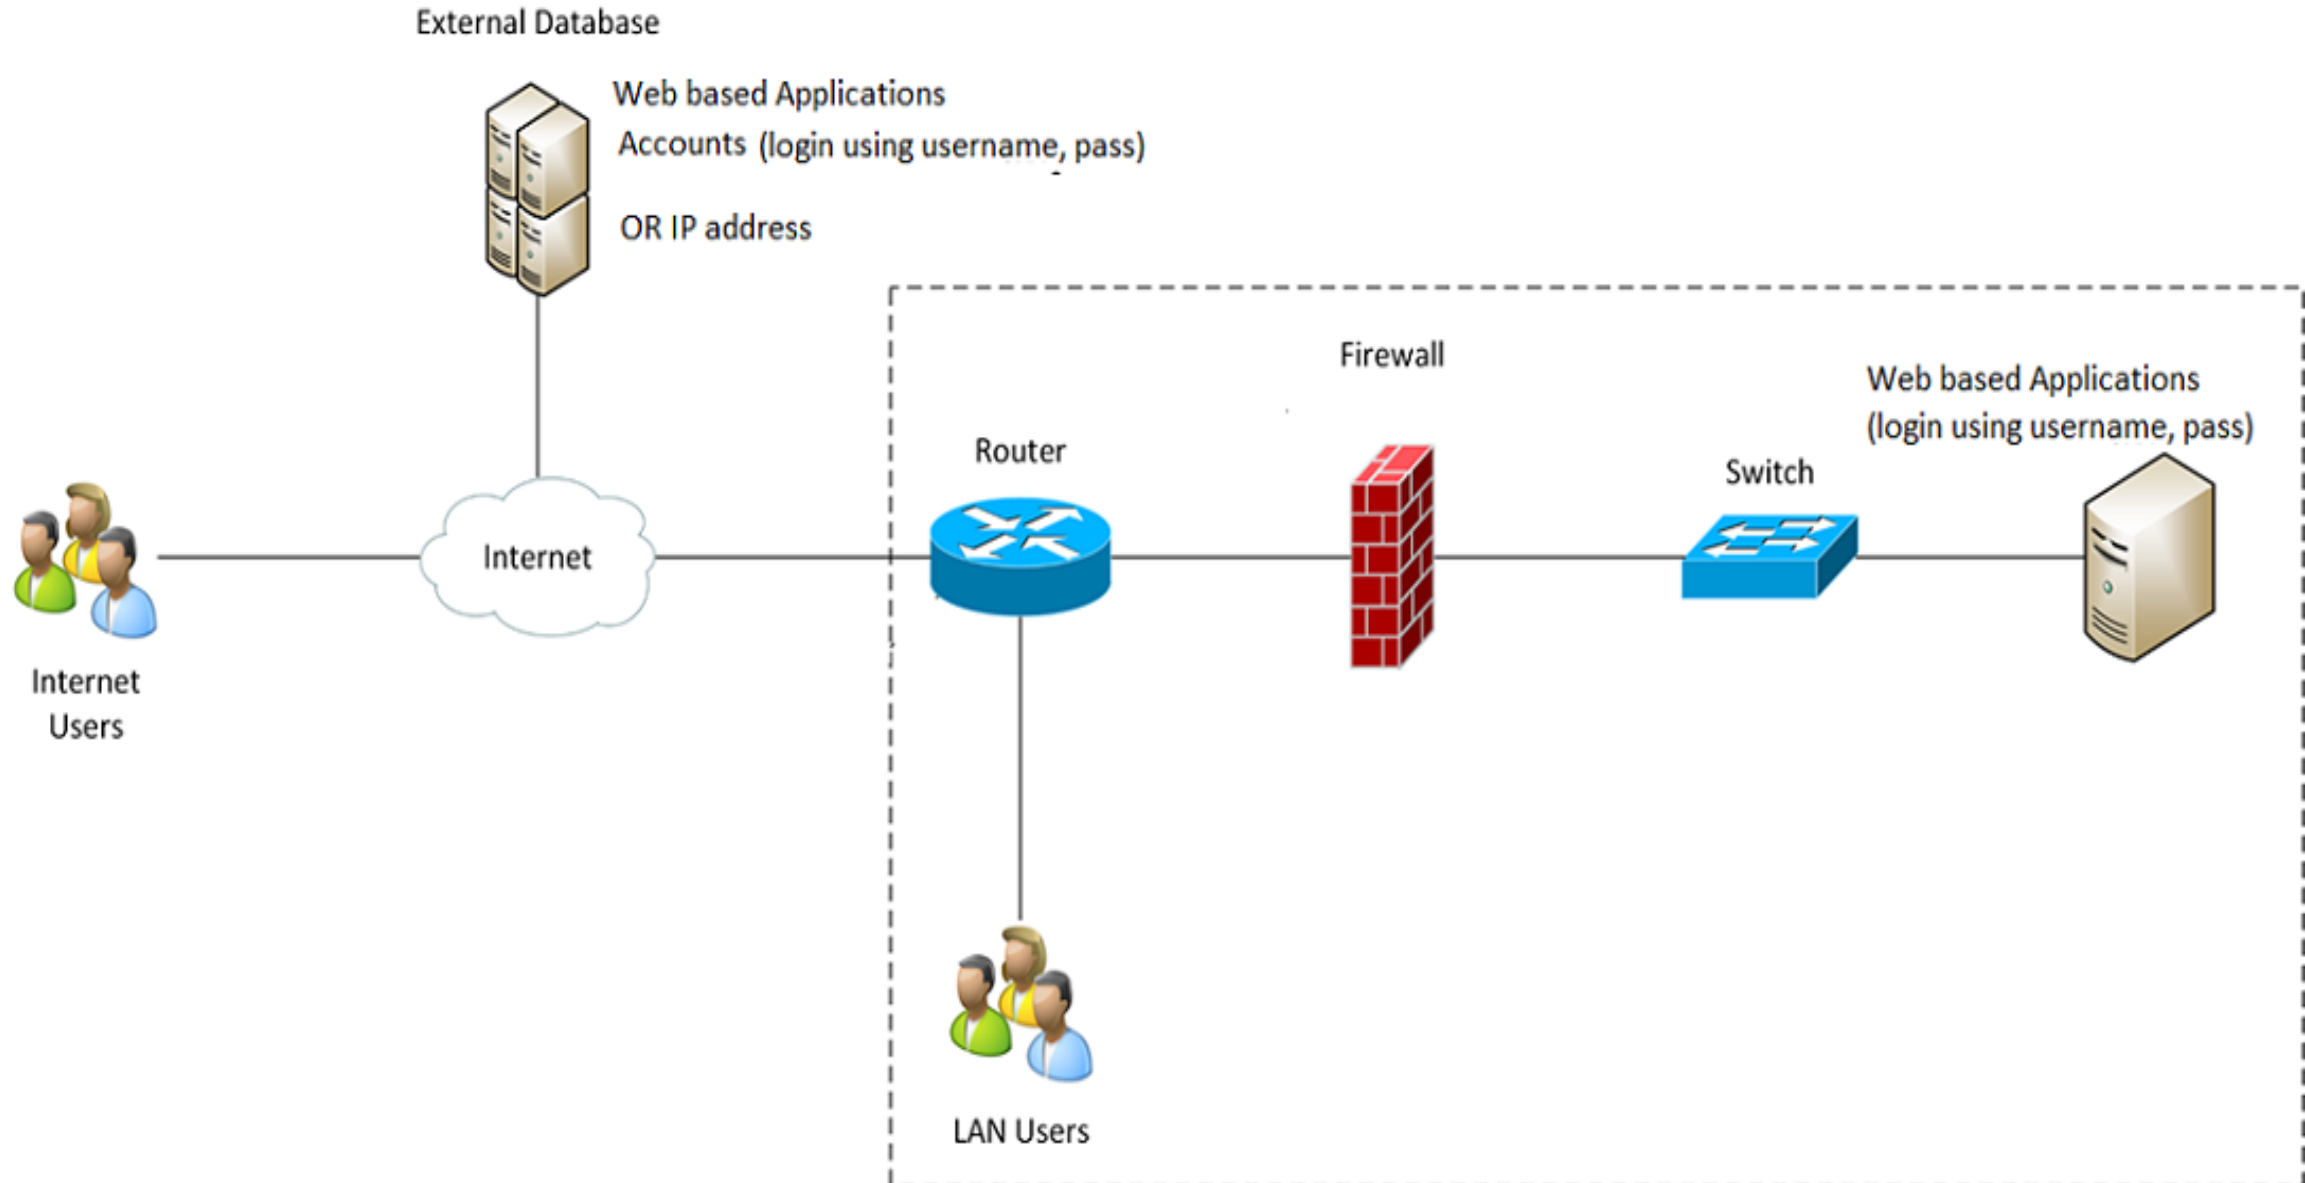 External Database
Web based Applications
Accounts (login using username, pass)
OR IP address
Firewall
Web based Applications
(login using username, pass)
Router
Switch
Internet
Internet
Users
LAN Users